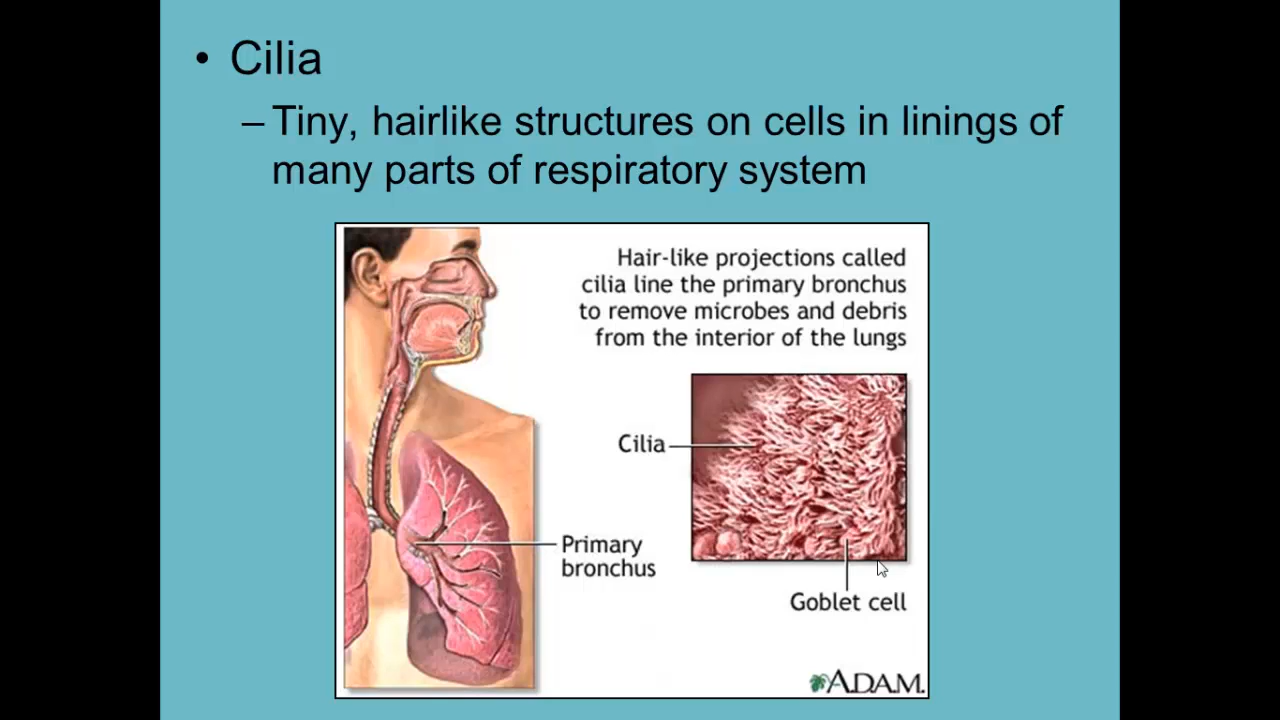 • Cilia
– Tiny, hairlike structures on cells in linings of
many parts of respiratory system
Hair-like projections called
cilia line the primary bronchus
to remove microbes and debris
from the interior of the lungs
Cilia
Primary
bronchus
Goblet cell
A.D.A.M.